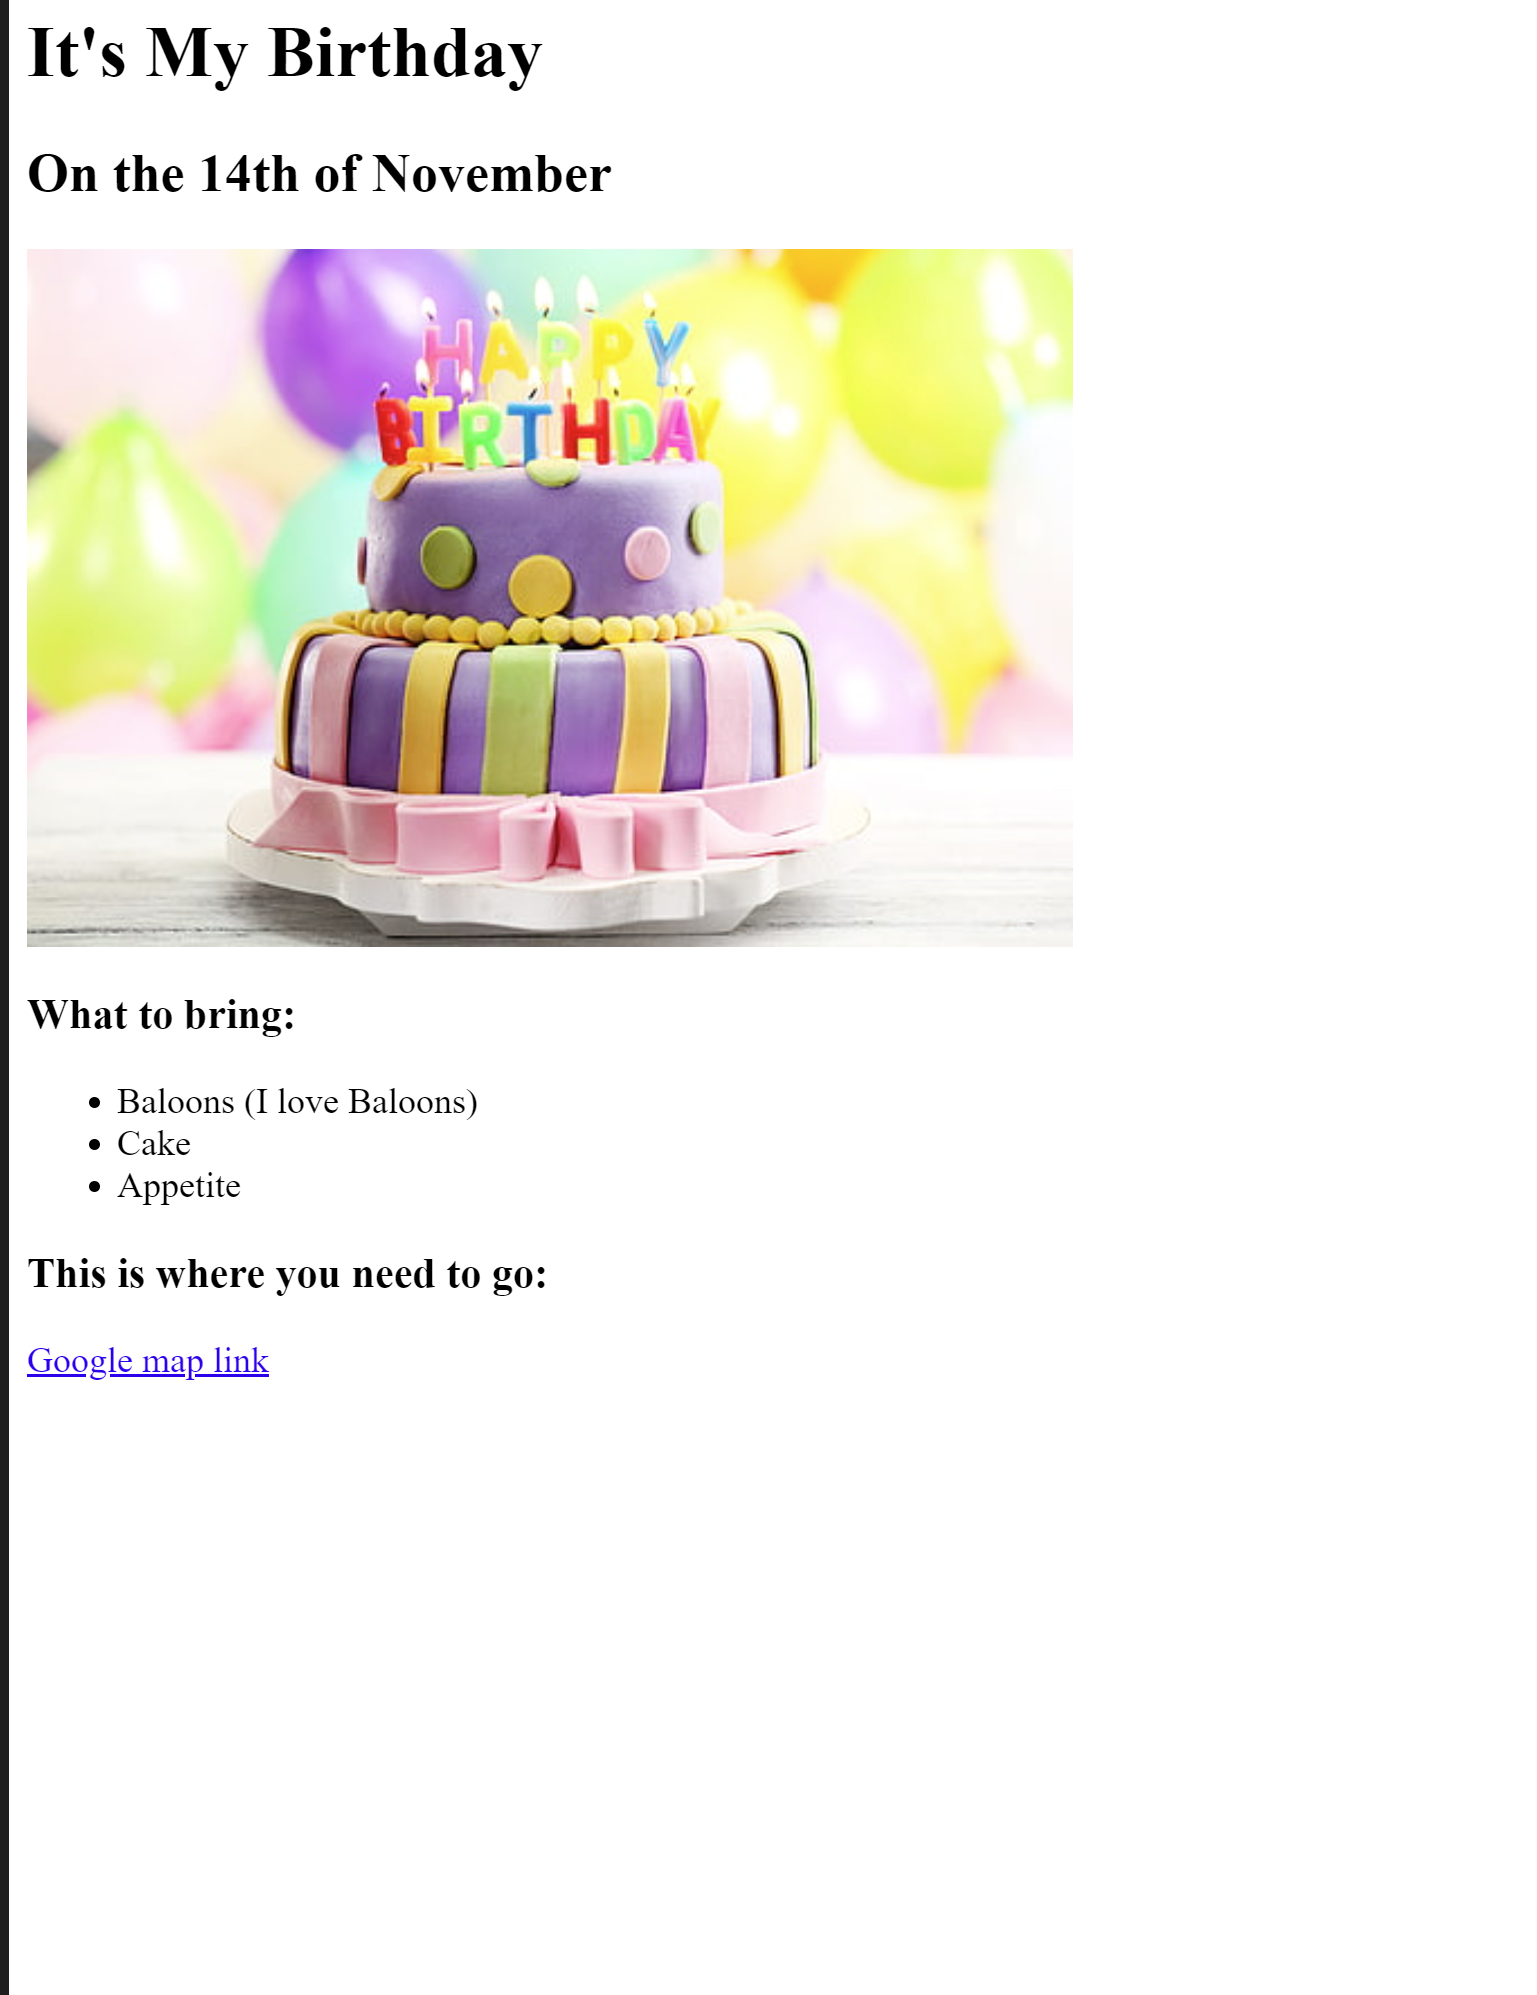 It's My Birthday
On the 14th of November
HAPPY
BIRTHDAY
What to bring:
Baloons (I love Baloons)
Cake
Appetite
This is where you need to go:
Google map link